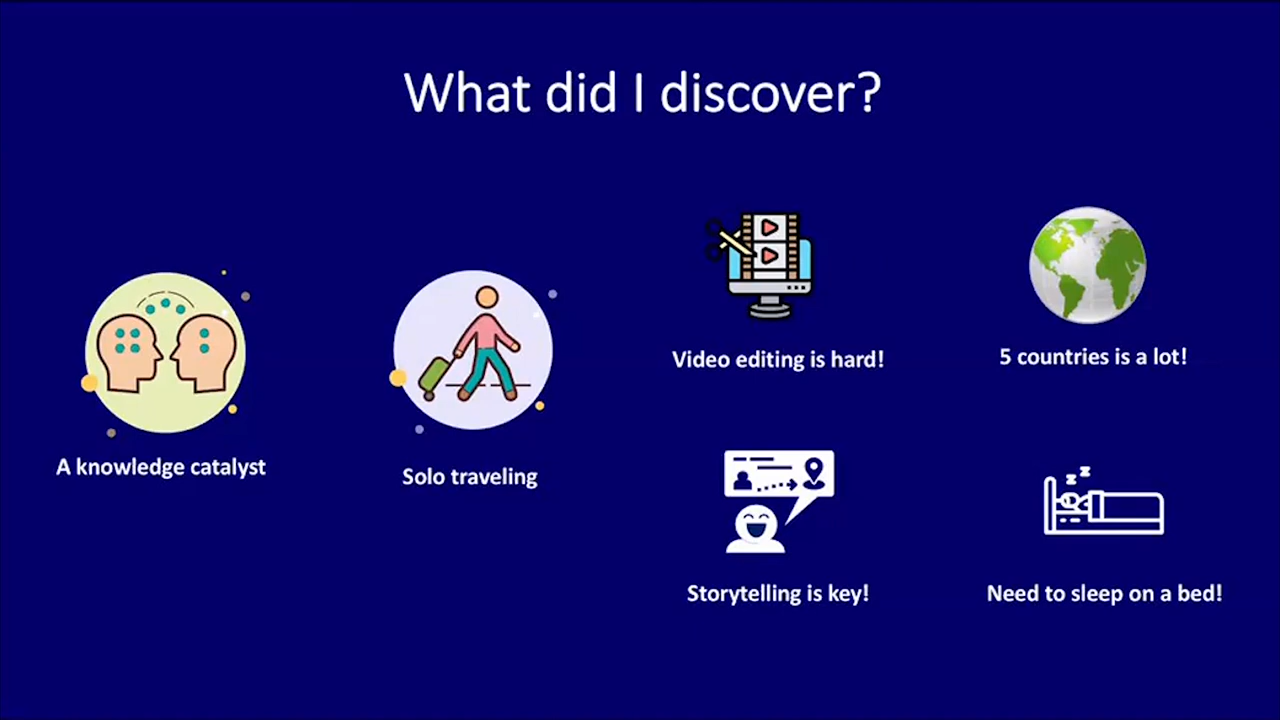 What did I discover?
A knowledge catalyst
Solo traveling
Video editing is hard!
5 countries is a lot!
Storytelling is key!
Need to sleep on a bed!